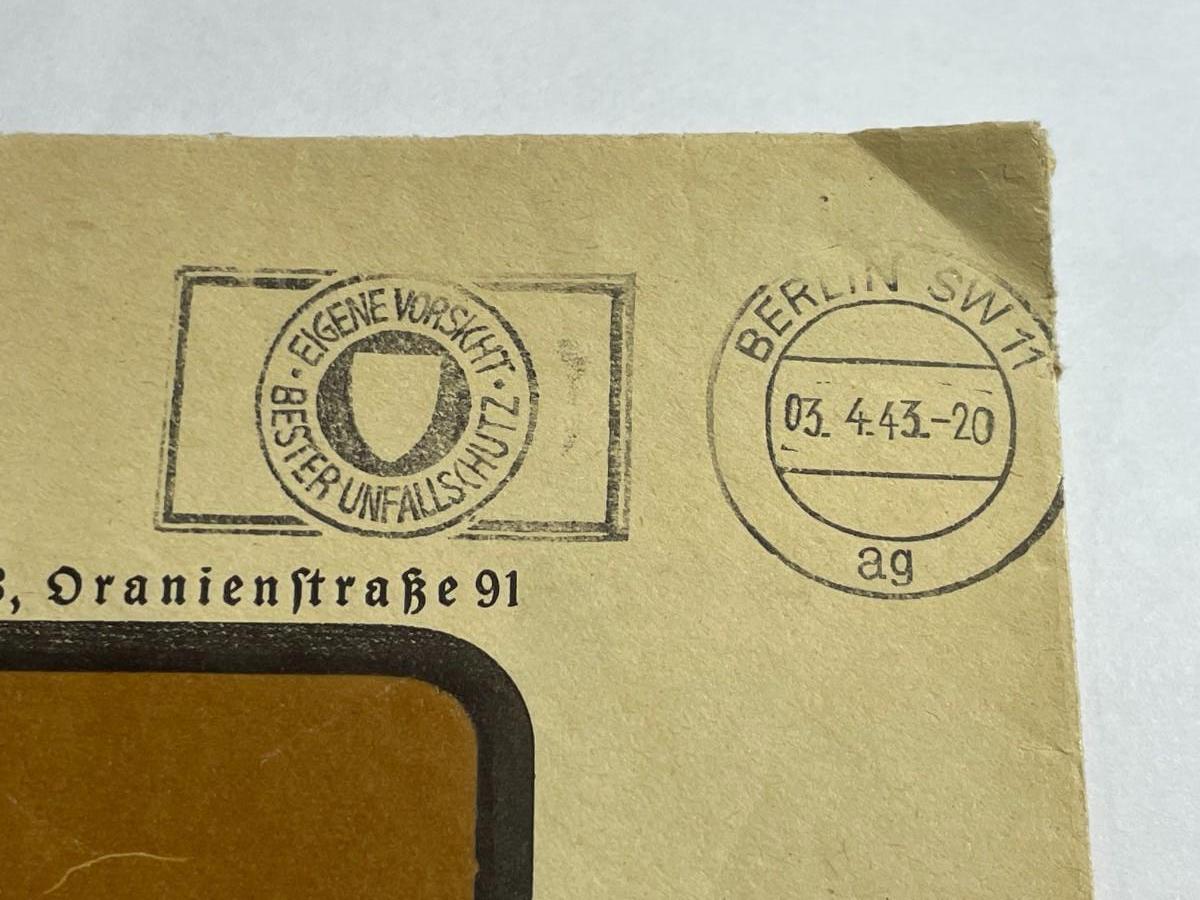 · EIGENE VORSICHT ·
BESTER UNFALLSCHUTZ
BERLIN SW 11
03. 4.43.-20
ag
, Oranienſtraße 91